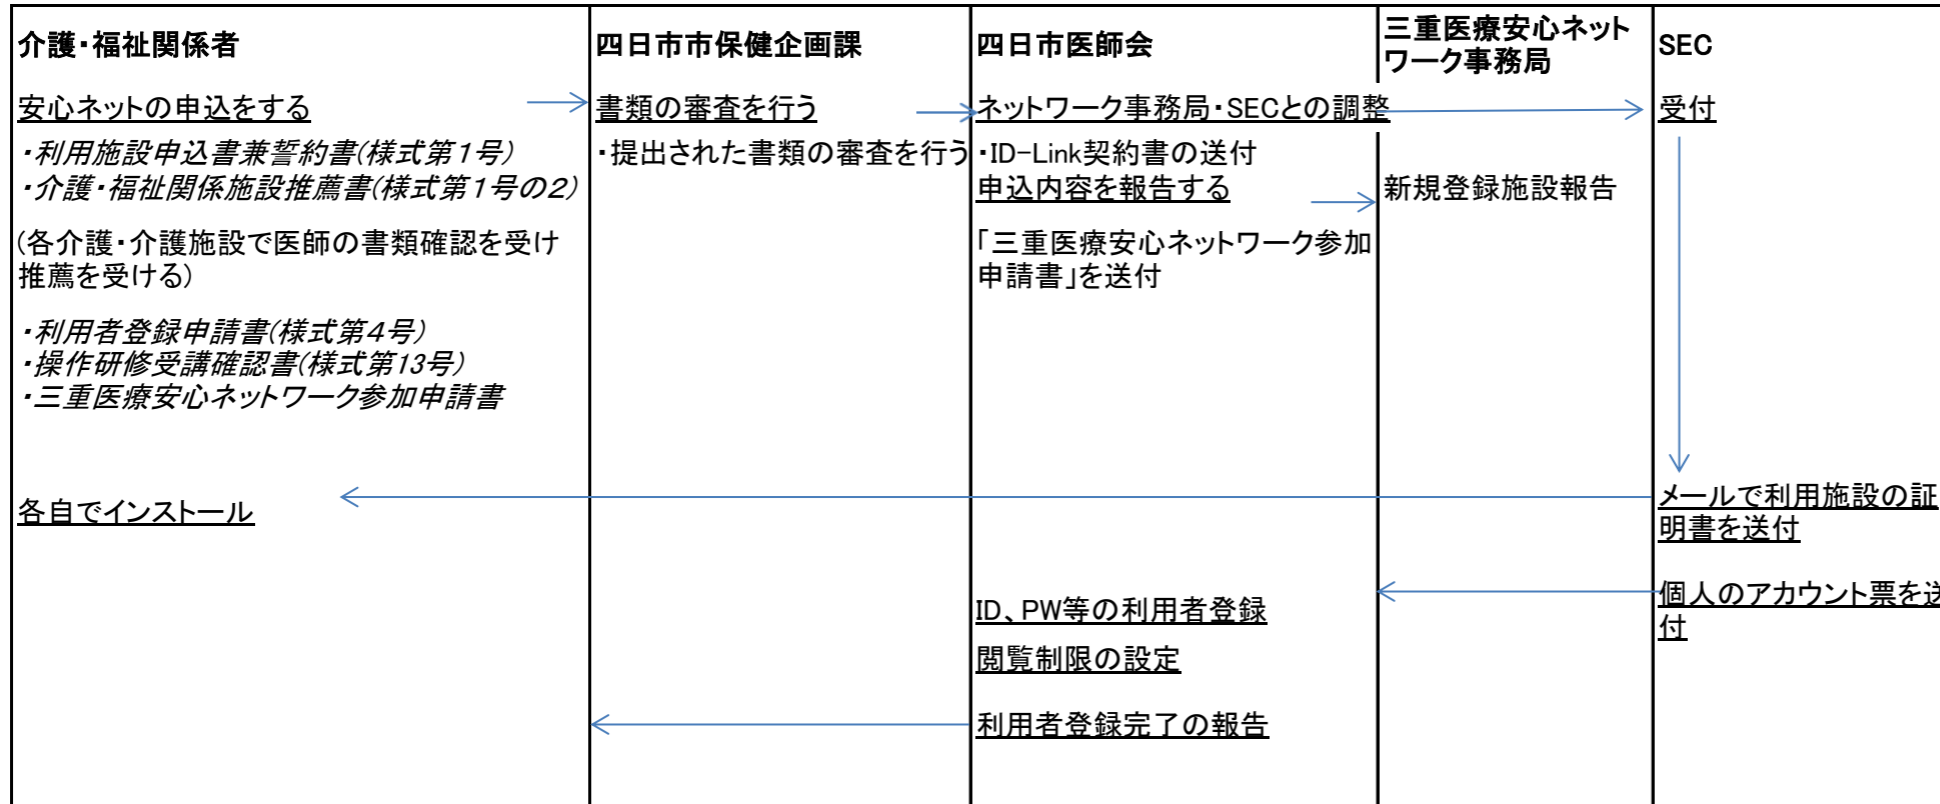 介護・福祉関係者
安心ネットの申込をする
・利用施設申込書兼誓約書(様式第１号)
・介護・福祉関係施設推薦書(様式第１号の２)
(各介護・介護施設で医師の書類確認を受け
推薦を受ける)
・利用者登録申請書(様式第４号)
・操作研修受講確認書(様式第13号)
・三重医療安心ネットワーク参加申請書
各自でインストール
四日市市保健企画課
書類の審査を行う
・提出された書類の審査を行う
四日市医師会
ネットワーク事務局・SECとの調整
・ID-Link契約書の送付
申込内容を報告する
「三重医療安心ネットワーク参加
申請書」を送付
ID、PW等の利用者登録
閲覧制限の設定
利用者登録完了の報告
三重医療安心ネット
ワーク事務局
新規登録施設報告
SEC
受付
メールで利用施設の証
明書を送付
個人のアカウント票を送
付